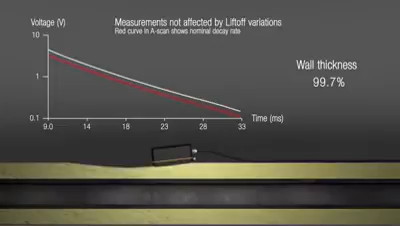 Voltage (V)
Measurements not affected by Liftoff variations
Red curve in A-scan shows nominal decay rate
10
1
0.1
9.0 14 18 23 28 33
Time (ms)
Wall thickness
99.7%